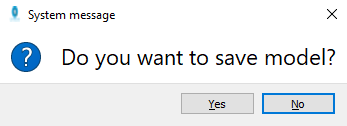 System message
Do you want to save model?
Yes No